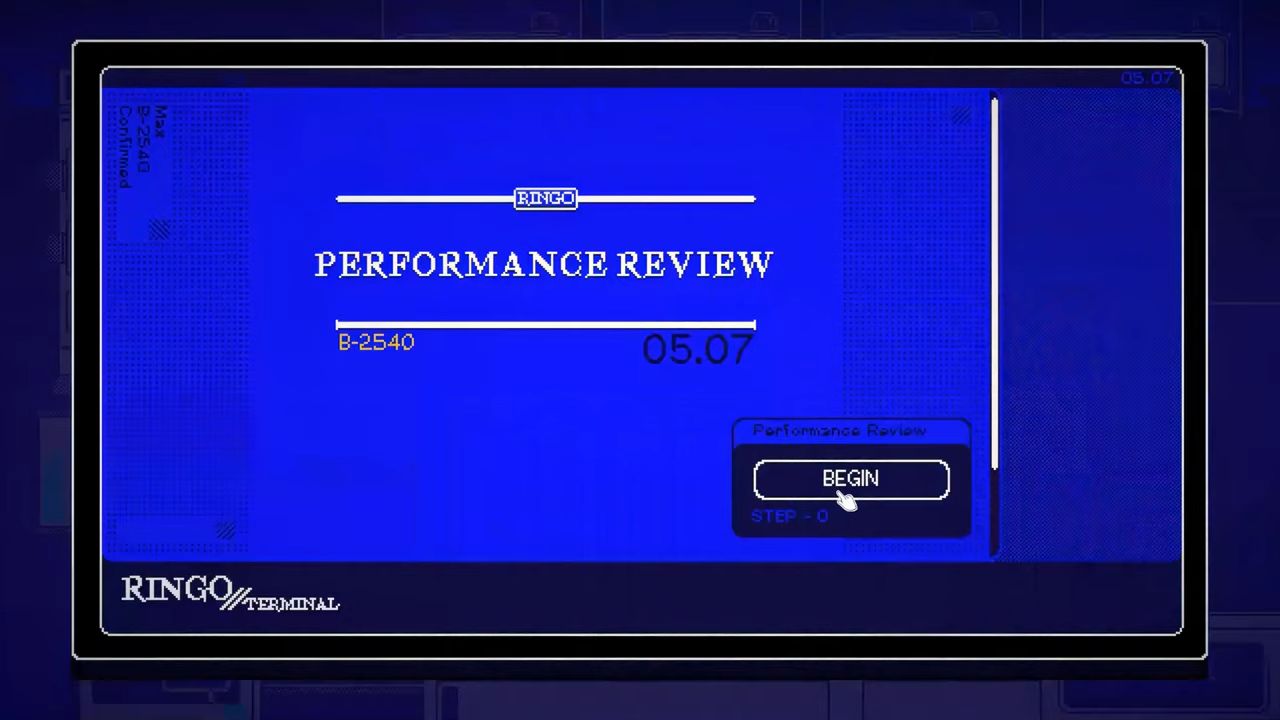 05.07
Max
B-2540
Confirmed
RINGO
PERFORMANCE REVIEW
B-2540
05.07
Performance Review
BEGIN
STEP - 0
RINGO//TERMINAL